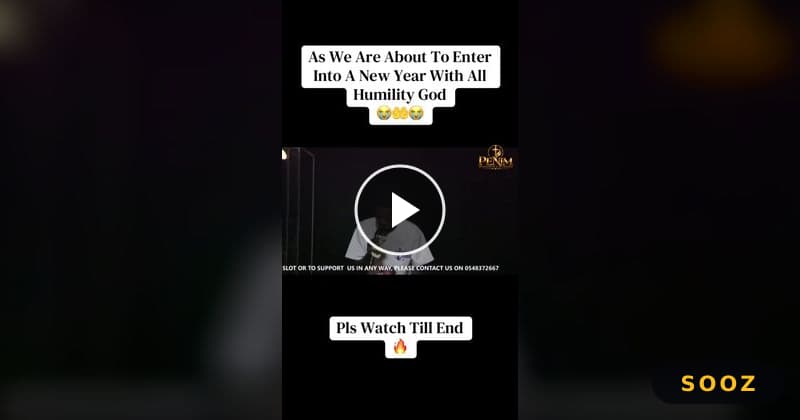 As We Are About To Enter
Into A New Year With All
Humility God
😭🤲😭
PENIM
SLOT OR TO SUPPORT US IN ANY WAY, PLEASE CONTACT US ON 0548372667
Pls Watch Till End
🔥
SOOZ